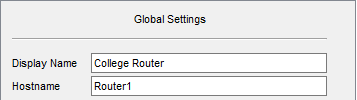 Global Settings
Display Name College Router
Hostname Router1